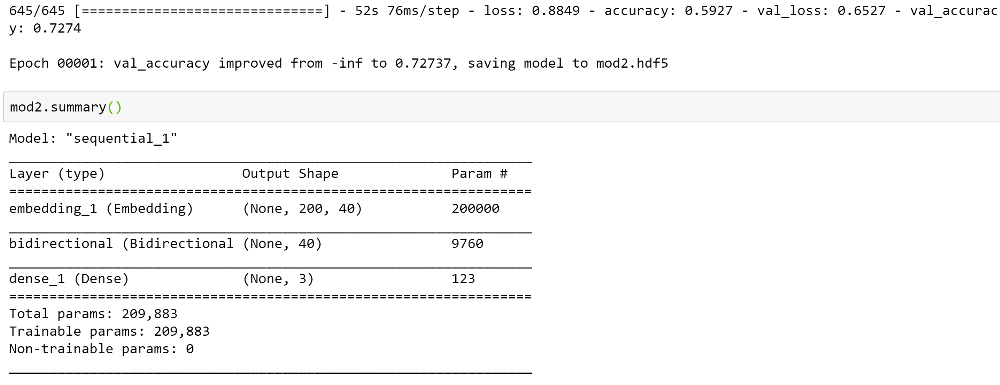 645/645 [==============================] - 52s 76ms/step - loss: 0.8849 - accuracy: 0.5927 - val_loss: 0.6527 - val_accurac
y: 0.7274
Epoch 00001: val_accuracy improved from -inf to 0.72737, saving model to mod2.hdf5
mod2.summary()
Model: "sequential_1"
_________________________________________________________________
Layer (type)                 Output Shape              Param #
=================================================================
embedding_1 (Embedding)      (None, 200, 40)           200000
_________________________________________________________________
bidirectional (Bidirectional (None, 40)                9760
_________________________________________________________________
dense_1 (Dense)              (None, 3)                 123
=================================================================
Total params: 209,883
Trainable params: 209,883
Non-trainable params: 0
_________________________________________________________________